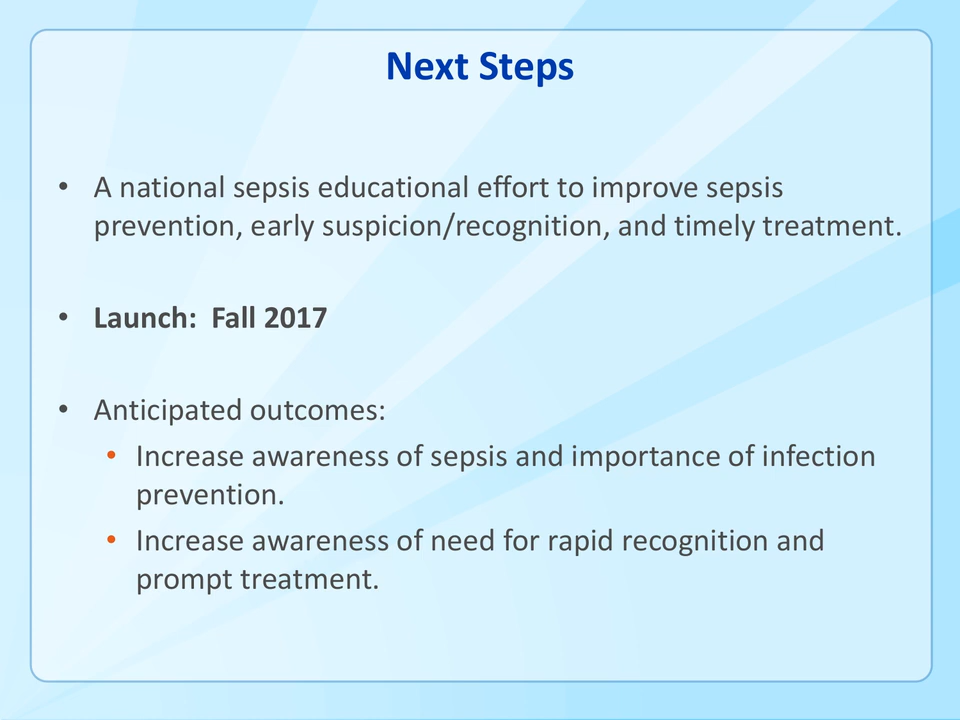 Next Steps
• A national sepsis educational effort to improve sepsis
prevention, early suspicion/recognition, and timely treatment.
• Launch:  Fall 2017
• Anticipated outcomes:
• Increase awareness of sepsis and importance of infection
prevention.
• Increase awareness of need for rapid recognition and
prompt treatment.